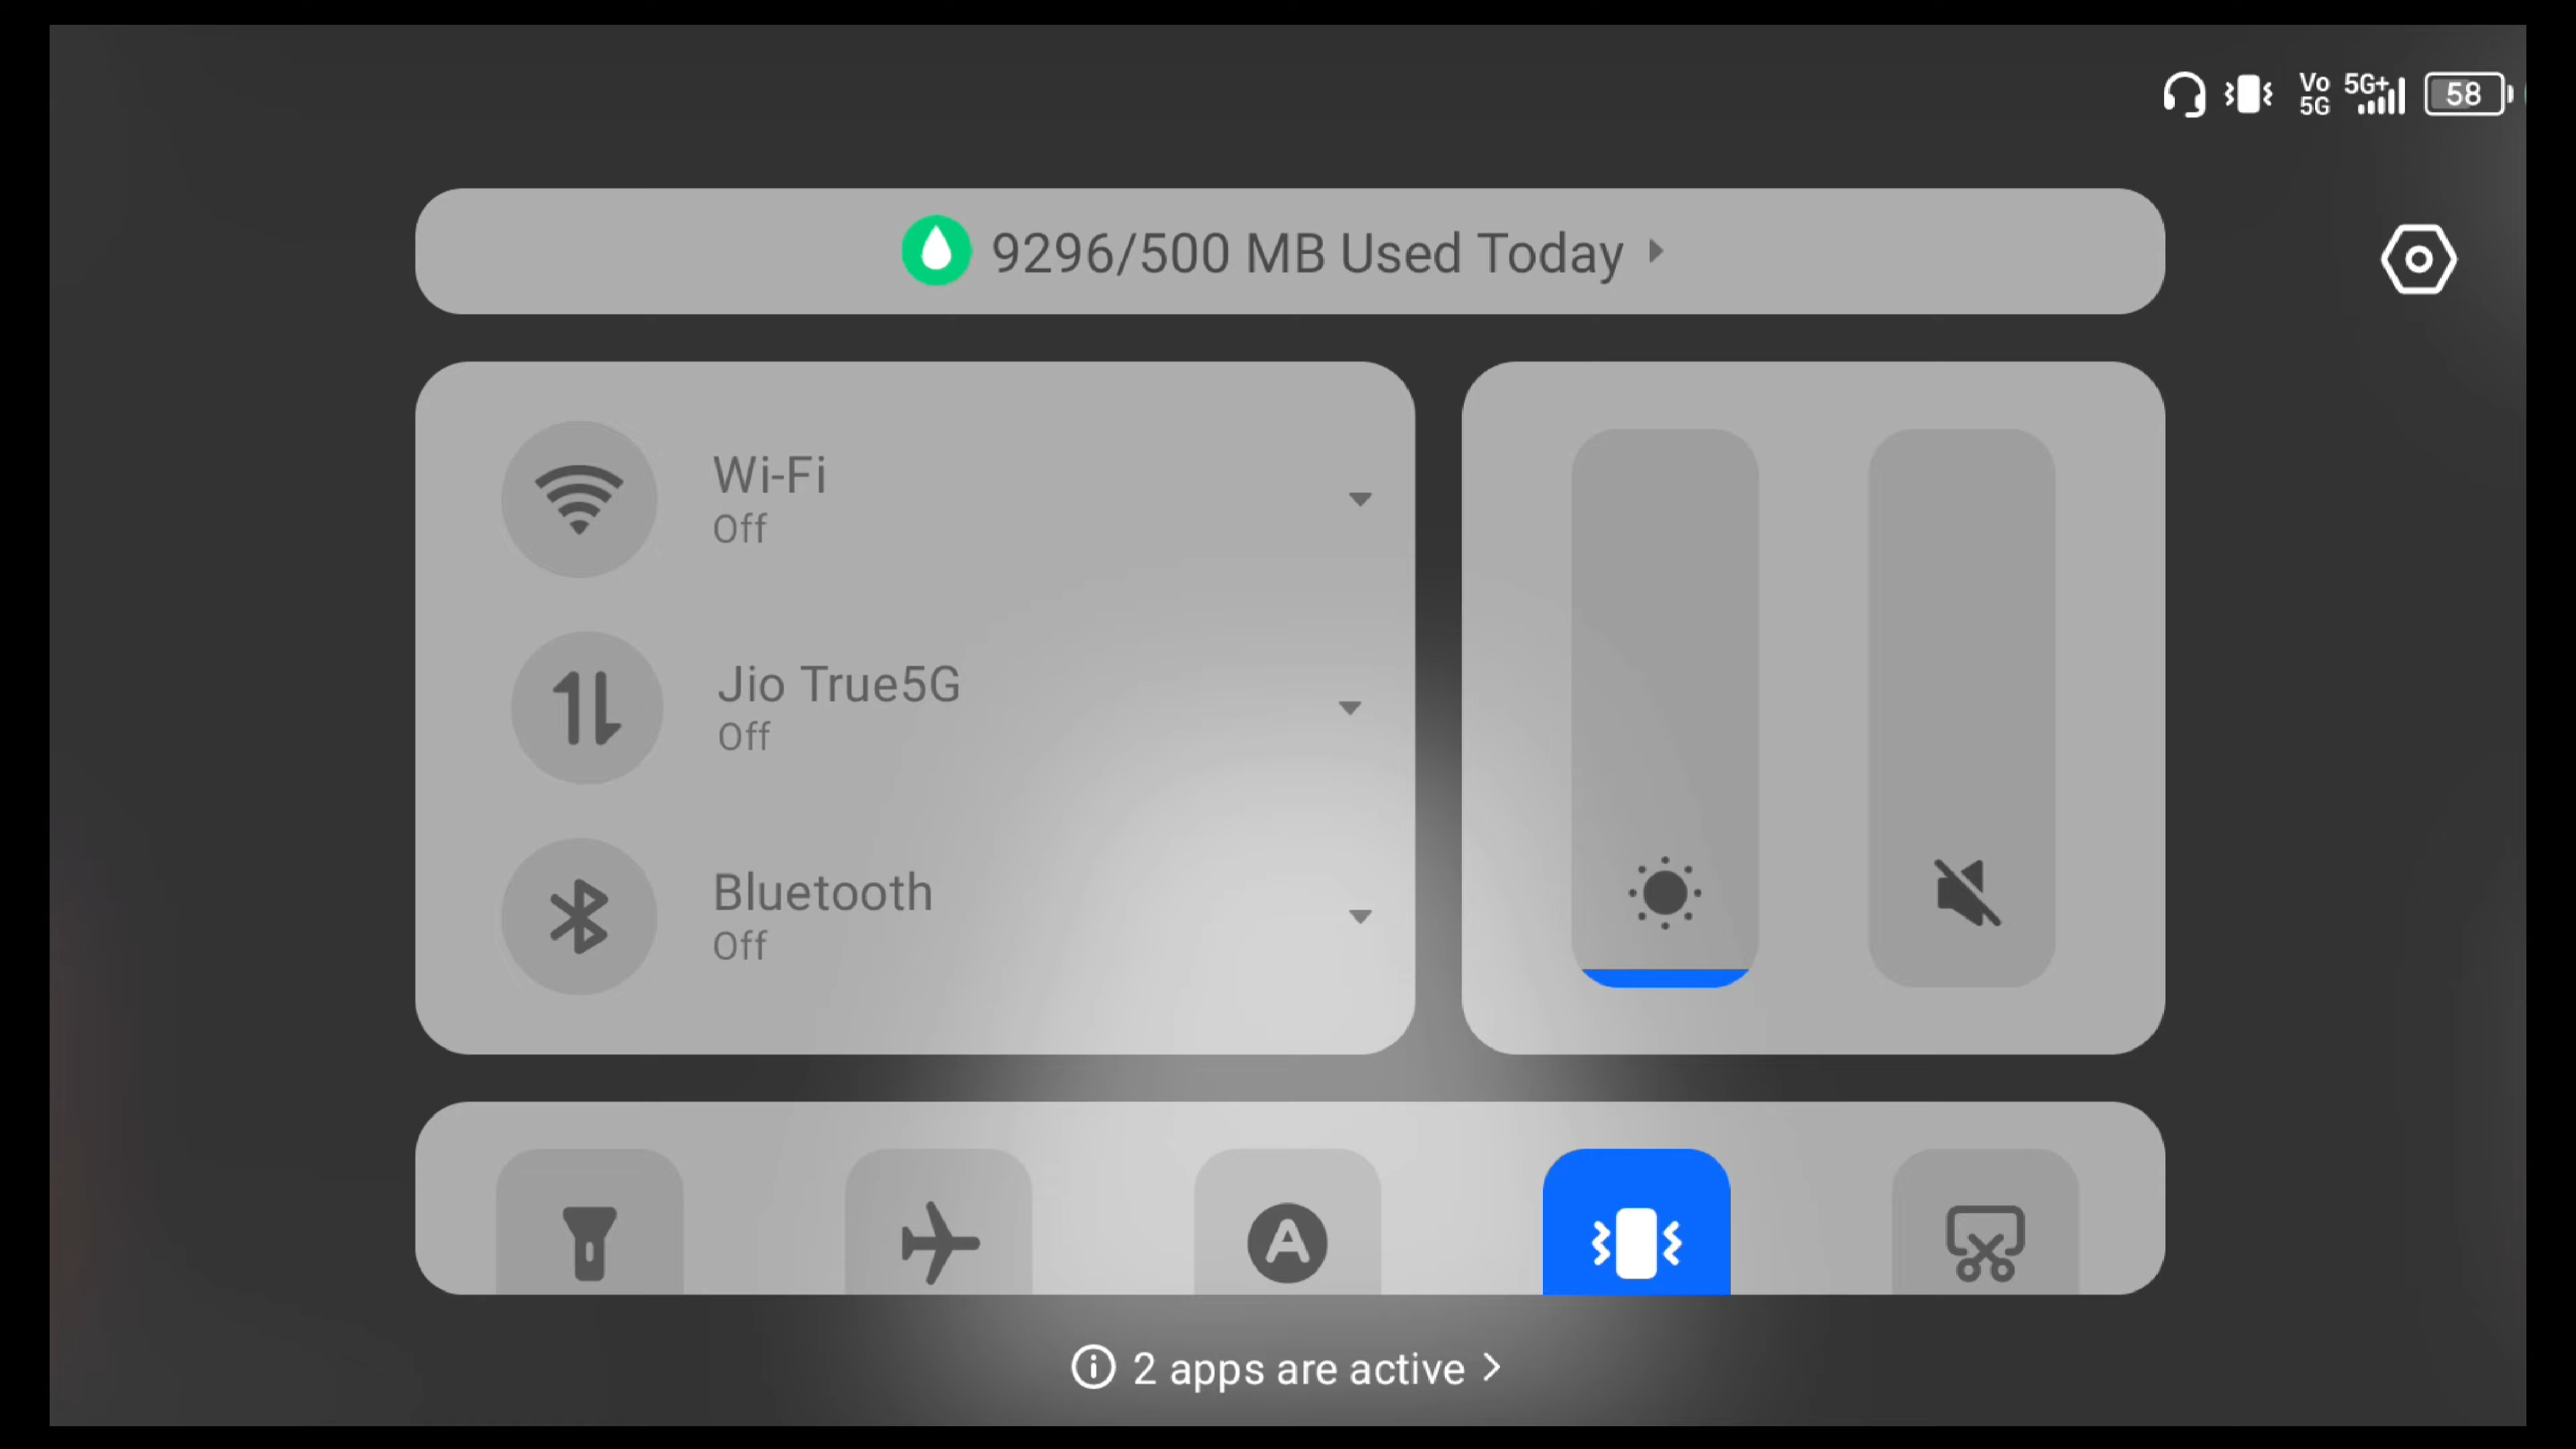 Vo
5G
5G+
58
9296/500 MB Used Today
Wi-Fi
Off
Jio True5G
Off
Bluetooth
Off
A
2 apps are active